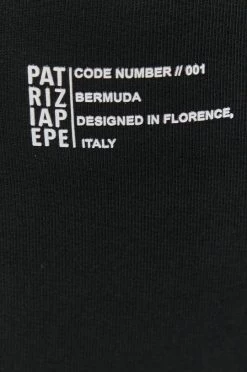 PAT CODE NUMBER // 001
RIZ BERMUDA
IAP DESIGNED IN FLORENCE,
EPE ITALY